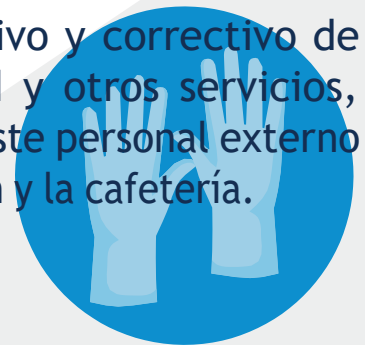 ivo y correctivo de
y otros servicios,
ste personal externo
y la cafetería.